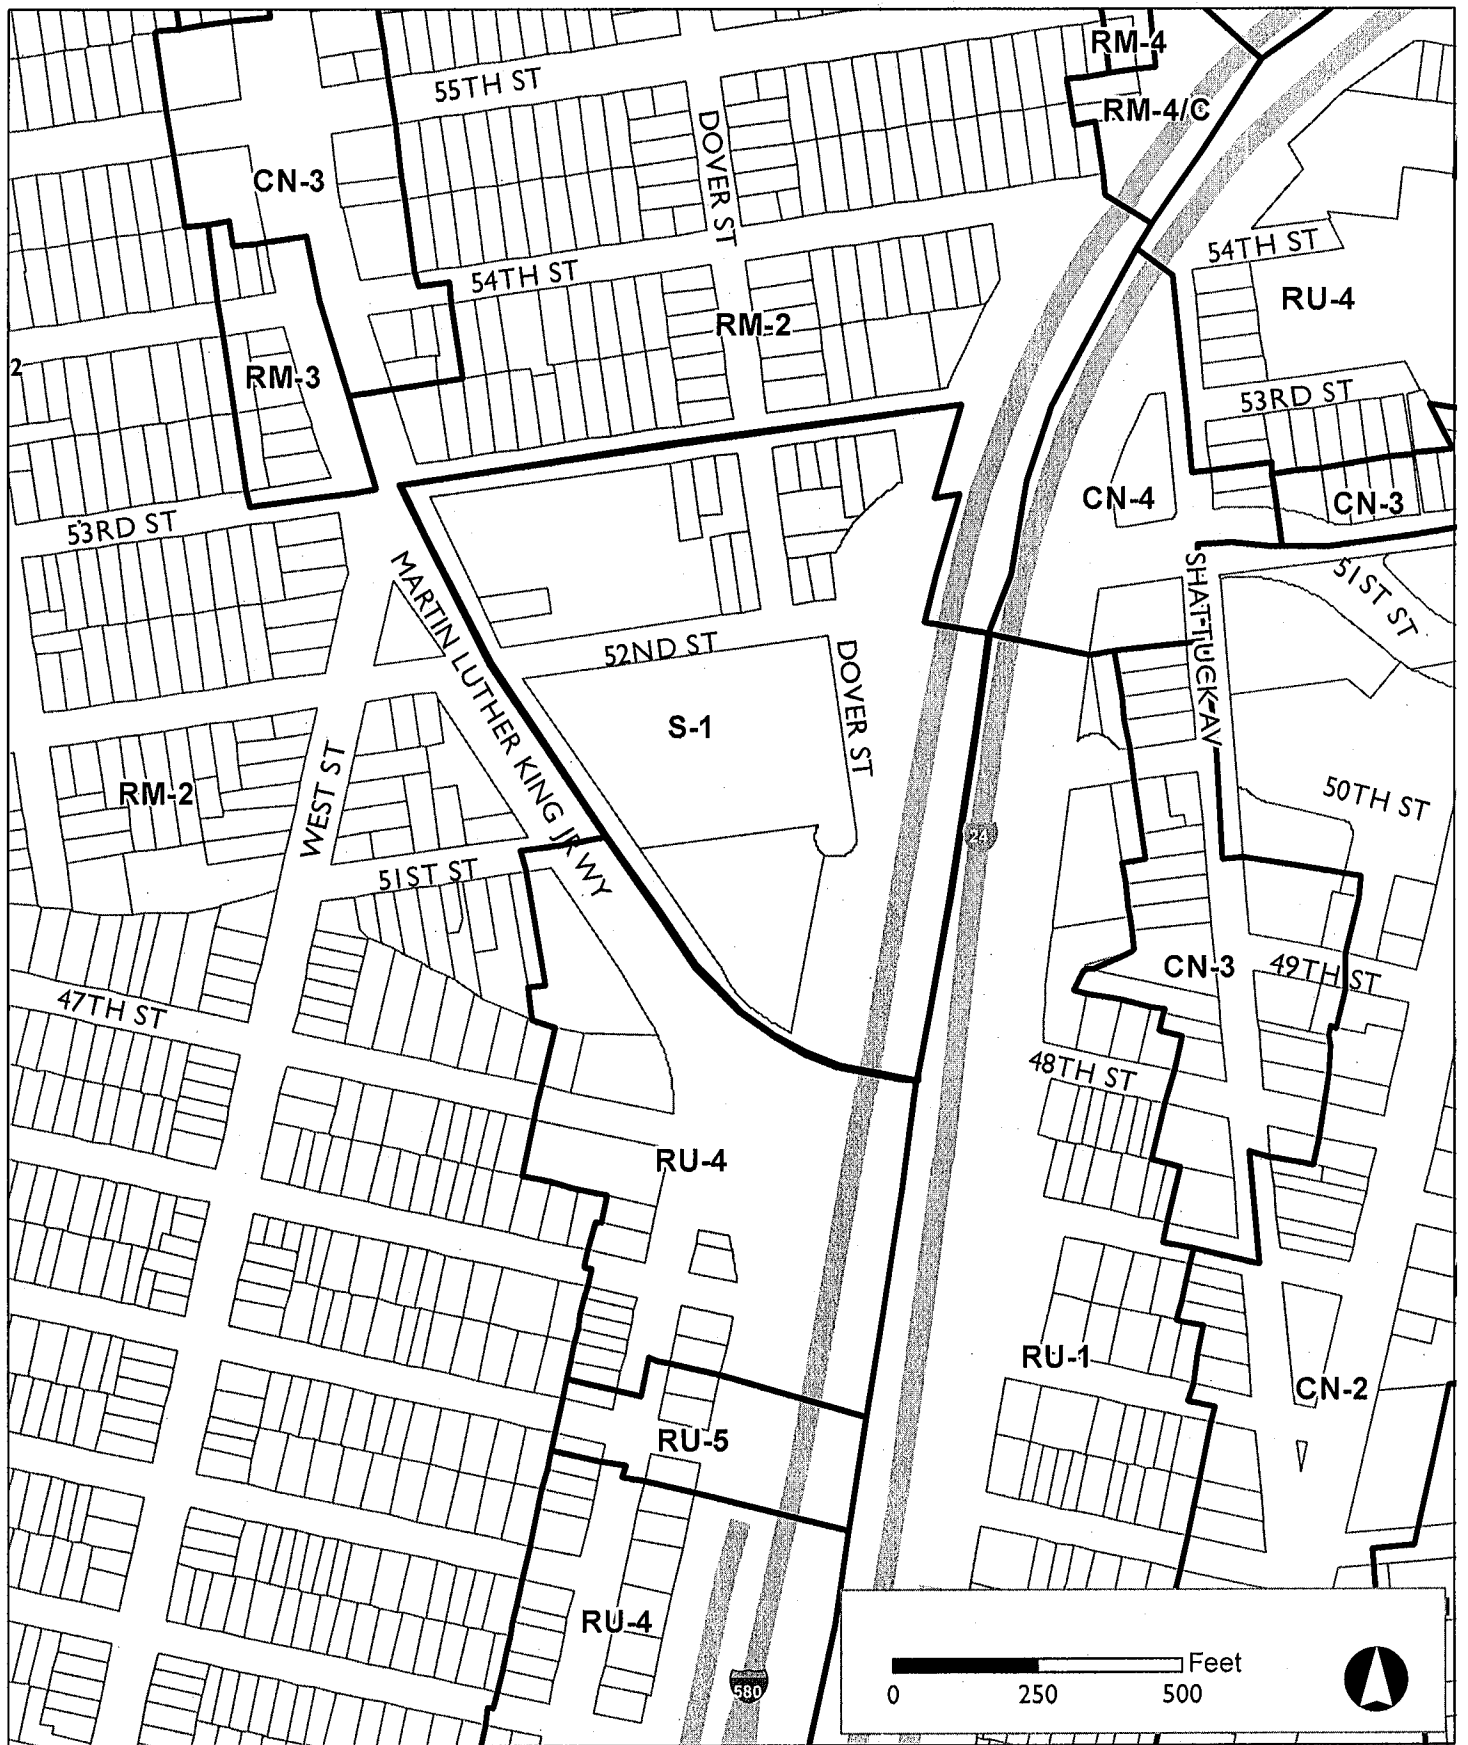 RM-4
55TH ST
RM-4/C
DOVER ST
CN-3
54TH ST
54TH ST
RU-4
RM-2
2
RM-3
53RD ST
CN-4
CN-3
53RD ST
MARTIN LUTHER KING JR WY
SHATTUCK AV
51ST ST
52ND ST
DOVER ST
S-1
WEST ST
RM-2
50TH ST
24
51ST ST
CN-3
49TH ST
47TH ST
48TH ST
RU-4
RU-1
CN-2
RU-5
RU-4
580
Feet
0 250 500